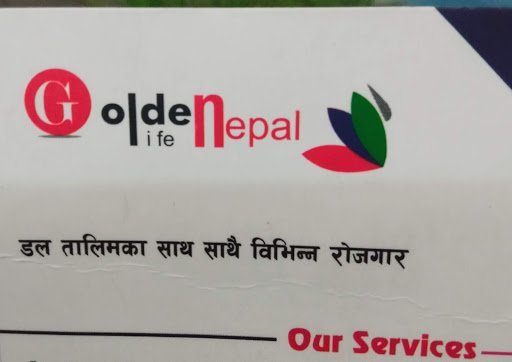 Golden Nepal
life
डल तालिमका साथ साथै विभिन्न रोजगार
Our Services